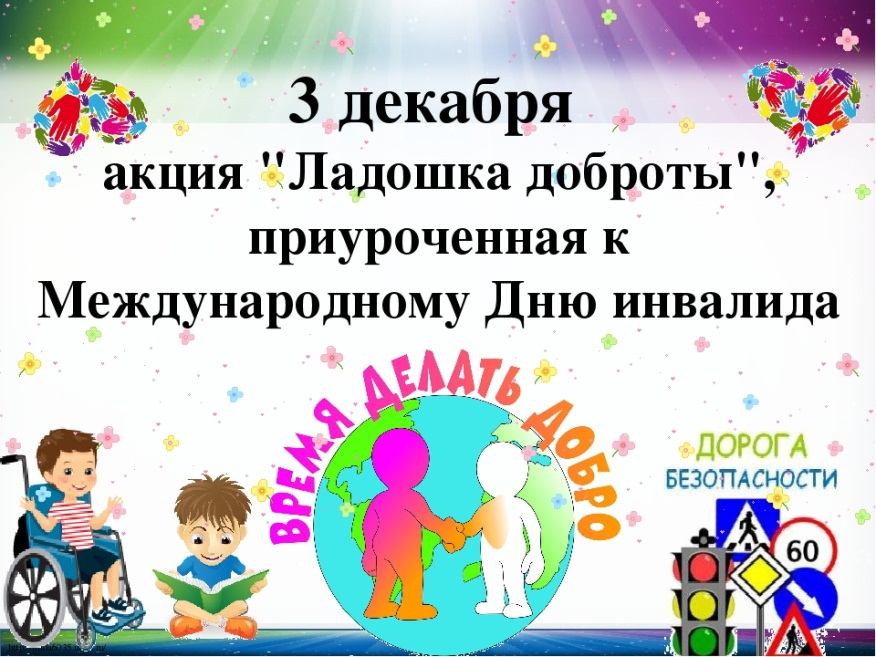 3 декабря
акция "Ладошка доброты",
приуроченная к
Международному Дню инвалида
ВРЕМЯ ДЕЛАТЬ ДОБРО
ДОРОГА
БЕЗОПАСНОСТИ
60